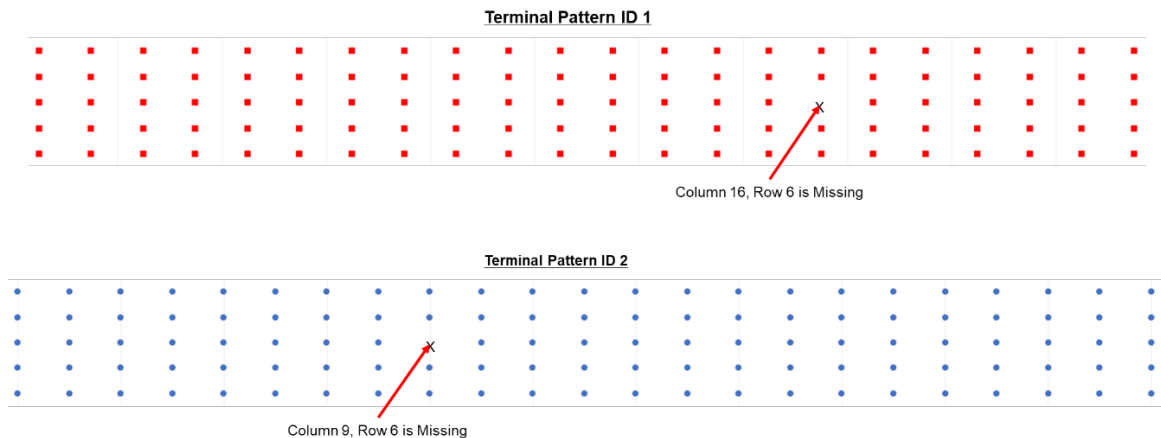 Terminal Pattern ID 1
X
Column 16, Row 6 is Missing
Terminal Pattern ID 2
X
Column 9, Row 6 is Missing